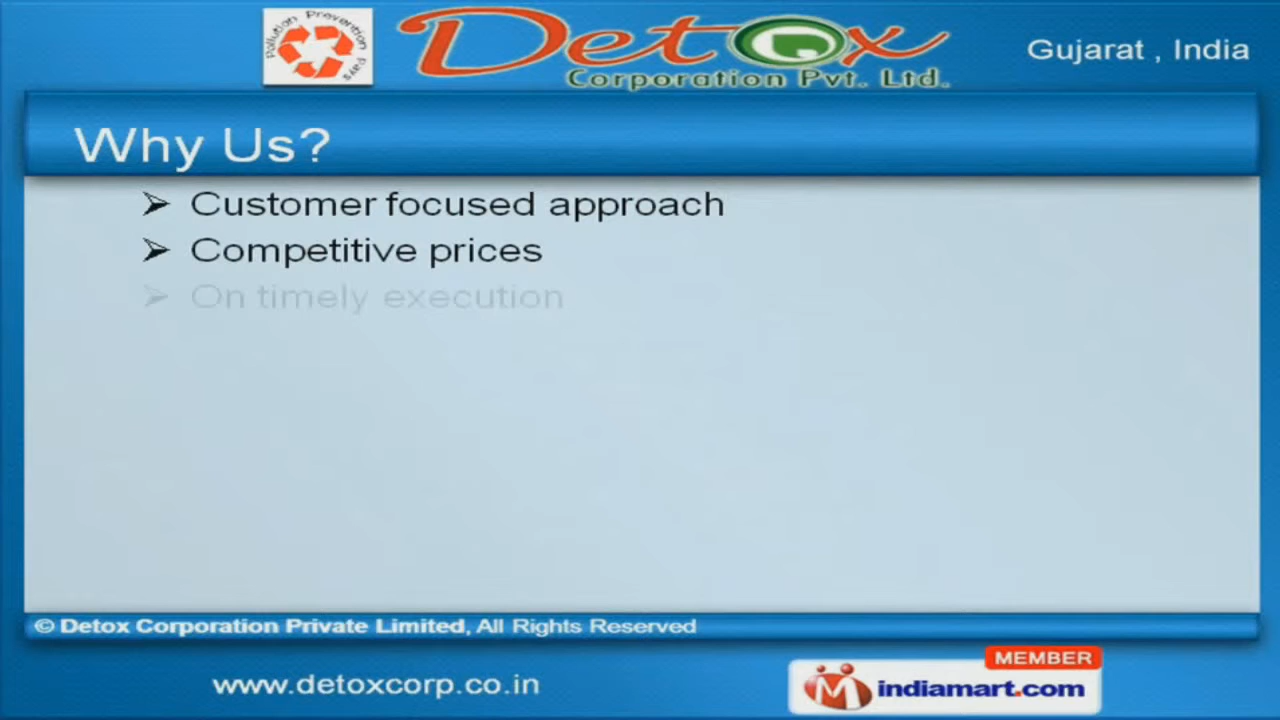 Pollution Prevention Pays
Detox
Corporation Pvt. Ltd.
Gujarat , India
Why Us?
➢ Customer focused approach
➢ Competitive prices
➢ On timely execution
© Detox Corporation Private Limited, All Rights Reserved
www.detoxcorp.co.in
MEMBER
indiamart.com